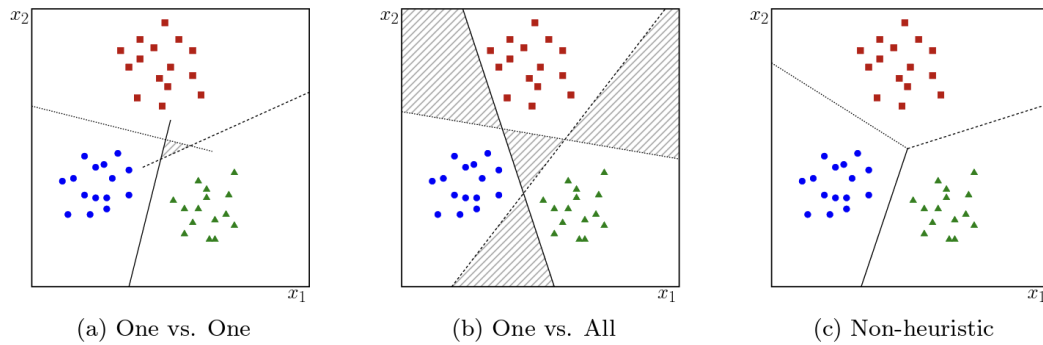 x2 x2 x2
x1 x1 x1
(a) One vs. One (b) One vs. All (c) Non-heuristic